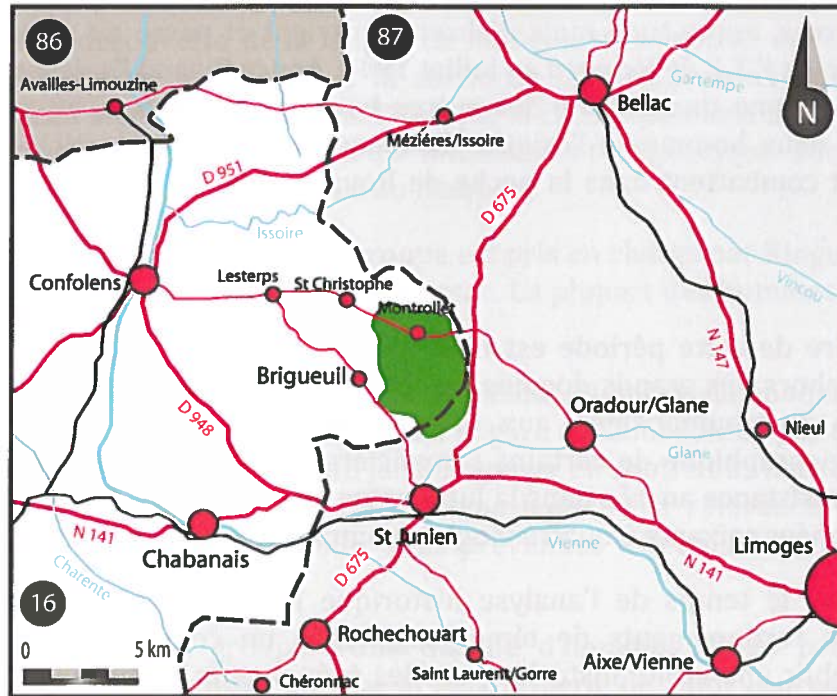 86
87
Availles-Limouzine
Gartempe
Bellac
N
Mézières/Issoire
D 951
D 675
Issoire
Confolens
Lesterps
St Christophe
Montrollet
Vincou
N 147
Brigueuil
Oradour/Glane
Nieul
D 948
Glane
N 141
Chabanais
St Junien
Vienne
Limoges
Charente
D 675
N 141
16
Rochechouart
0
5 km
Chéronnac
Saint Laurent/Gorre
Aixe/Vienne